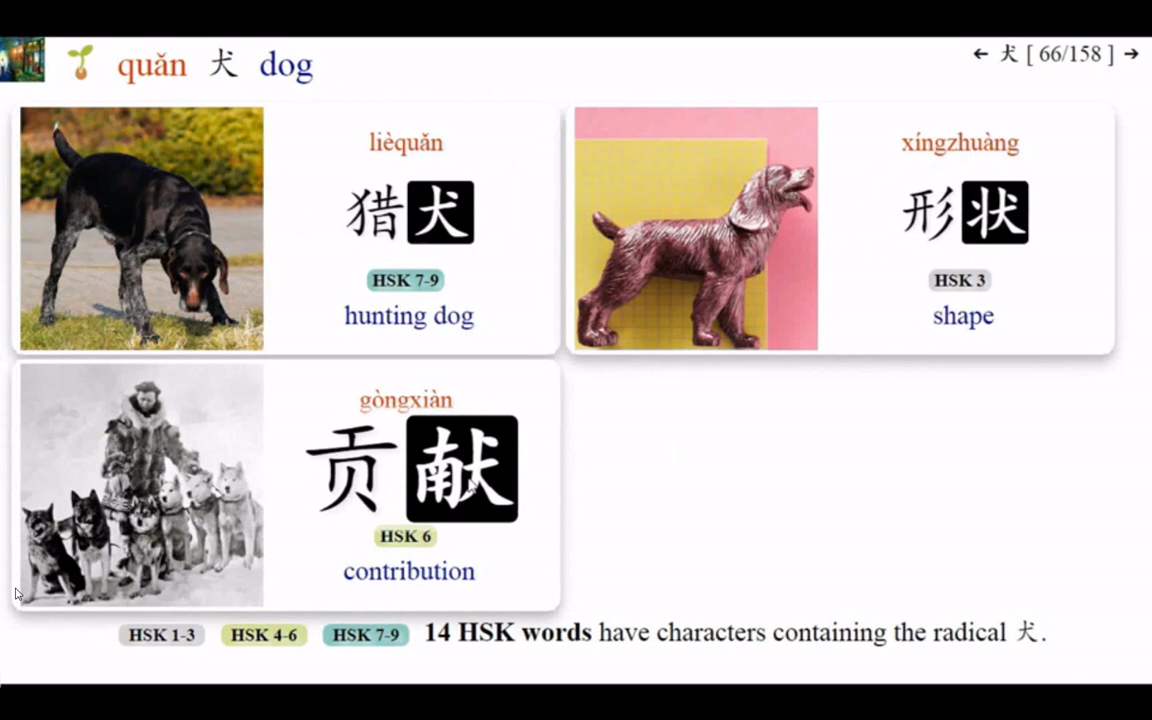 quǎn 犬 dog
← 犬 [ 66/158 ] →
lièquǎn
猎犬
HSK 7-9
hunting dog
xíngzhuàng
形状
HSK 3
shape
gòngxiàn
贡献
HSK 6
contribution
HSK 1-3 HSK 4-6 HSK 7-9 14 HSK words have characters containing the radical 犬.